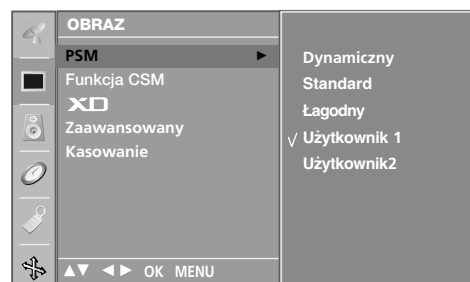 OBRAZ
PSM ►
Funkcja CSM
XD
Zaawansowany
Kasowanie
▲▼ ◄► OK MENU
Dynamiczny
Standard
Łagodny
√ Użytkownik 1
Użytkownik2